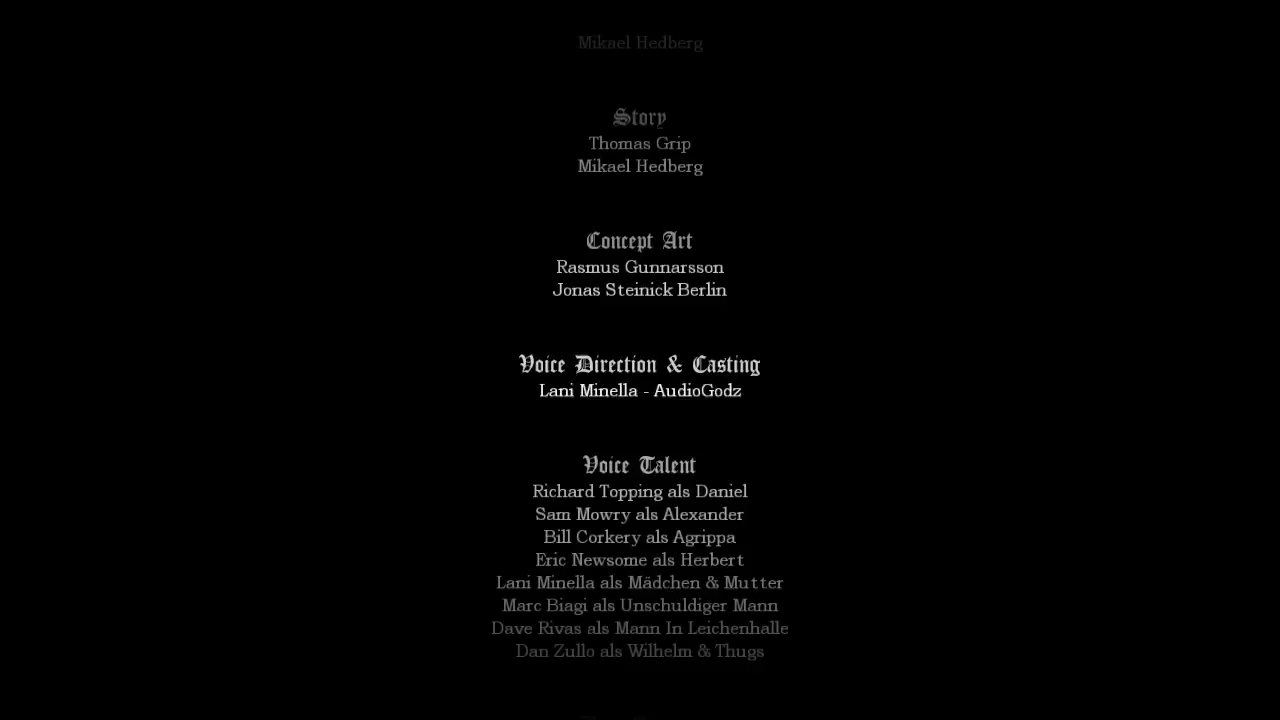 Mikael Hedberg
Story
Thomas Grip
Mikael Hedberg
Concept Art
Rasmus Gunnarsson
Jonas Steinick Berlin
Voice Direction & Casting
Lani Minella - AudioGodz
Voice Talent
Richard Topping als Daniel
Sam Mowry als Alexander
Bill Corkery als Agrippa
Eric Newsome als Herbert
Lani Minella als Mädchen & Mutter
Marc Biagi als Unschuldiger Mann
Dave Rivas als Mann In Leichenhalle
Dan Zullo als Wilhelm & Thugs